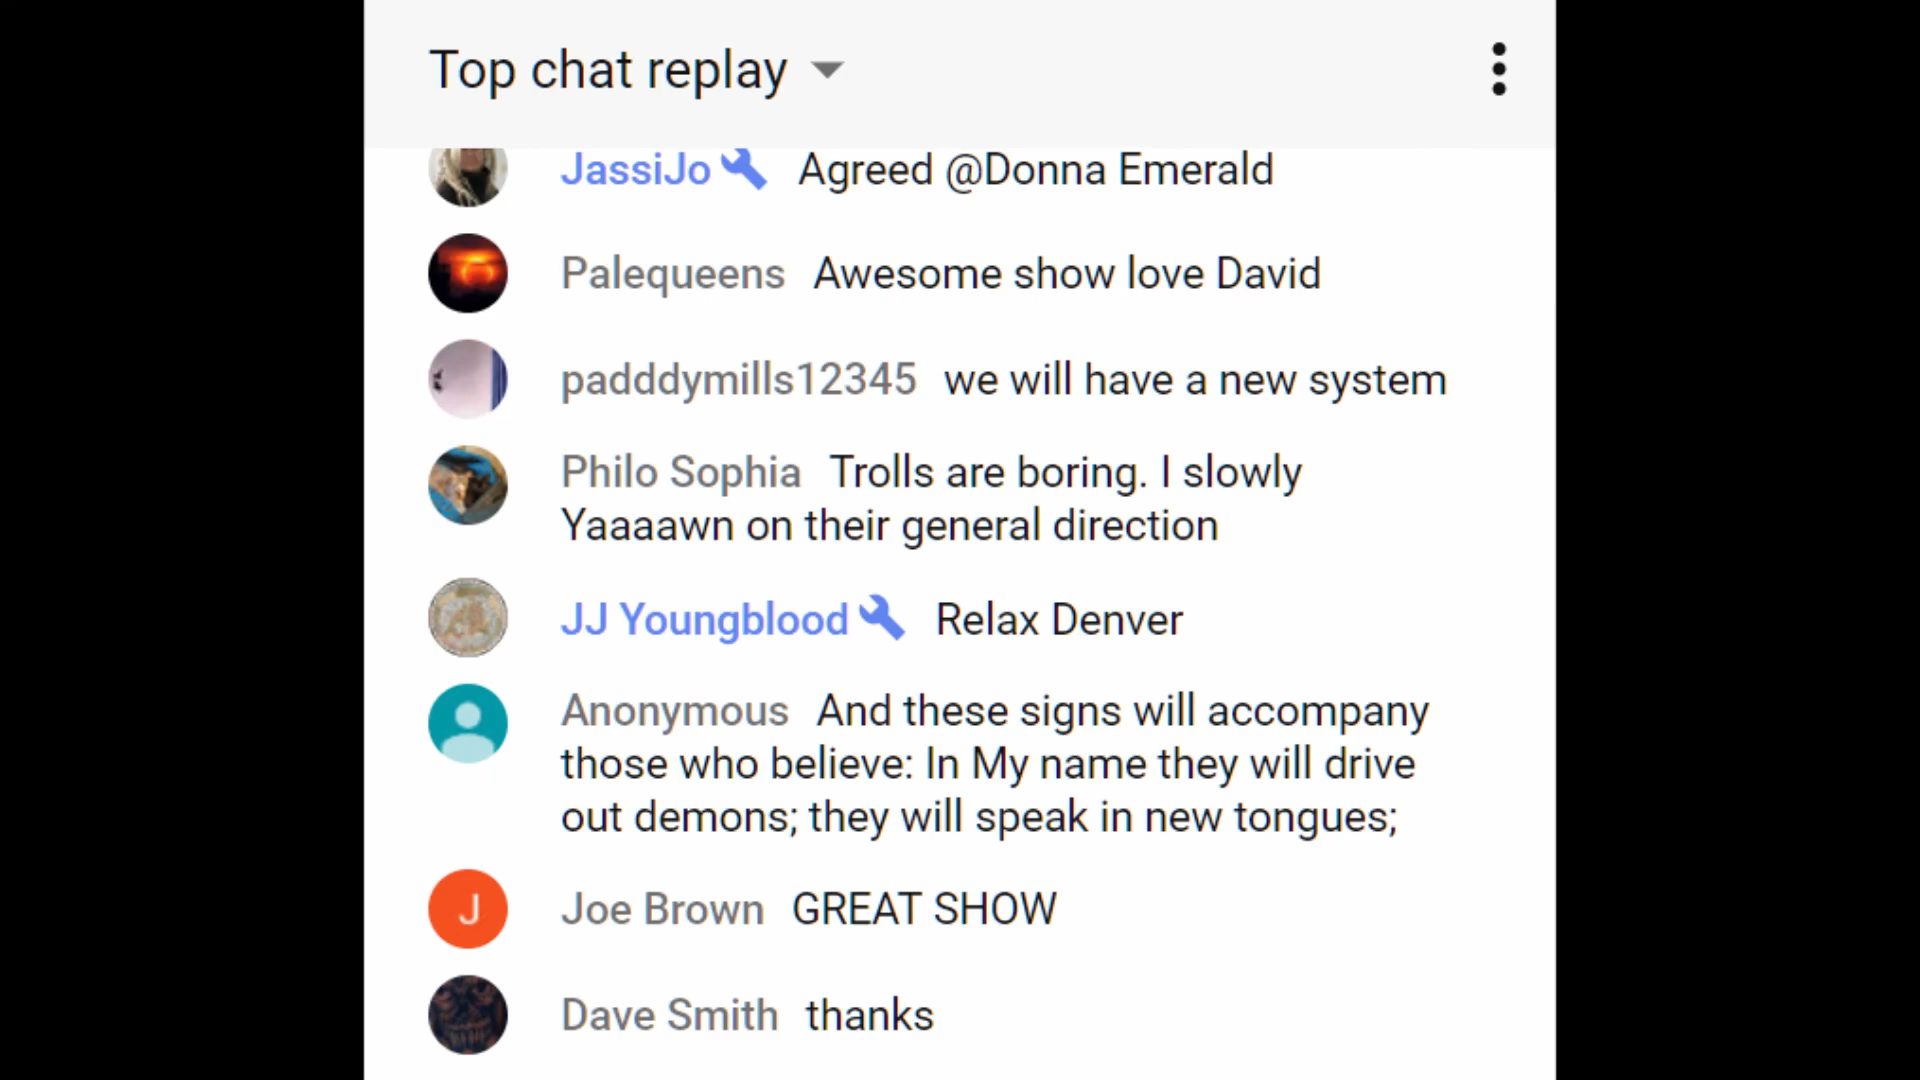 Top chat replay
JassiJo Agreed @Donna Emerald
Palequeens Awesome show love David
padddymills12345 we will have a new system
Philo Sophia Trolls are boring. I slowly
Yaaaawn on their general direction
JJ Youngblood Relax Denver
Anonymous And these signs will accompany
those who believe: In My name they will drive
out demons; they will speak in new tongues;
J
Joe Brown GREAT SHOW
Dave Smith thanks